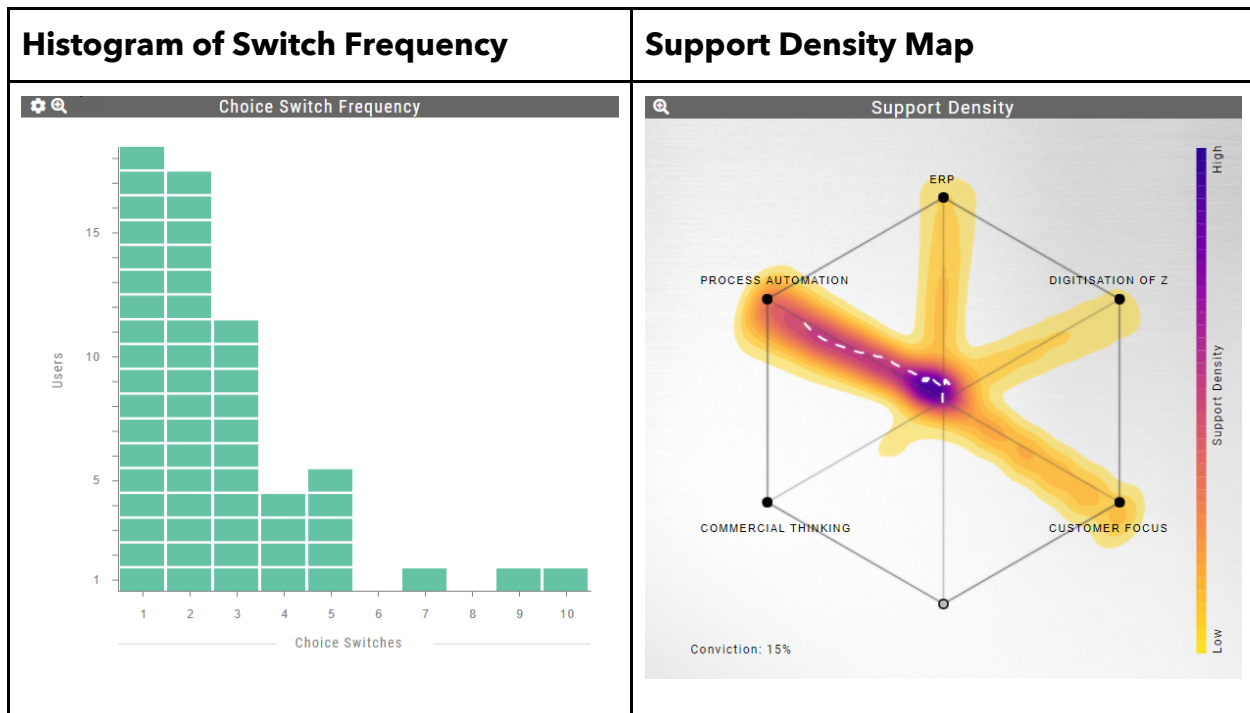 Histogram of Switch Frequency
Support Density Map
Choice Switch Frequency
15
10
5
1
Users
1 2 3 4 5 6 7 8 9 10
Choice Switches
Support Density
ERP
PROCESS AUTOMATION
DIGITISATION OF Z
COMMERCIAL THINKING
CUSTOMER FOCUS
Conviction: 15%
High
Support Density
Low